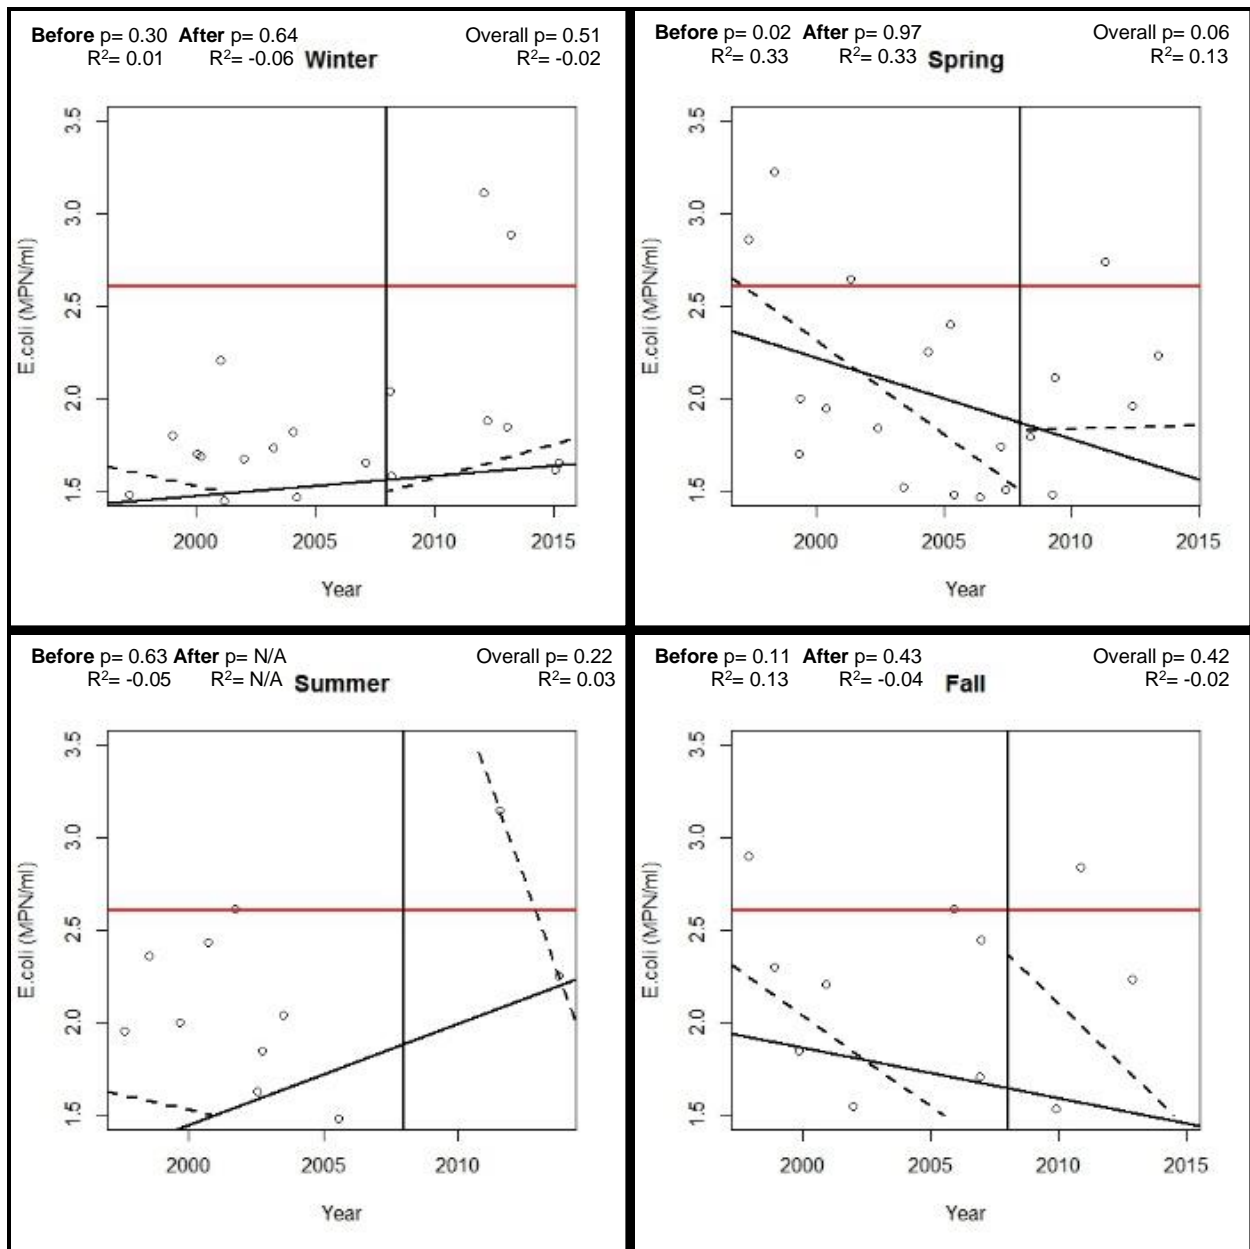 Before p= 0.30 After p= 0.64 Overall p= 0.51
R²= 0.01 R²= -0.06 Winter R²= -0.02
3.5
3.0
2.5
2.0
1.5
E.coli (MPN/ml)
2000 2005 2010 2015
Year
Before p= 0.02 After p= 0.97 Overall p= 0.06
R²= 0.33 R²= 0.33 Spring R²= 0.13
3.5
3.0
2.5
2.0
1.5
E.coli (MPN/ml)
2000 2005 2010 2015
Year
Before p= 0.63 After p= N/A Overall p= 0.22
R²= -0.05 R²= N/A Summer R²= 0.03
3.5
3.0
2.5
2.0
1.5
E.coli (MPN/ml)
2000 2005 2010
Year
Before p= 0.11 After p= 0.43 Overall p= 0.42
R²= 0.13 R²= -0.04 Fall R²= -0.02
3.5
3.0
2.5
2.0
1.5
E.coli (MPN/ml)
2000 2005 2010 2015
Year